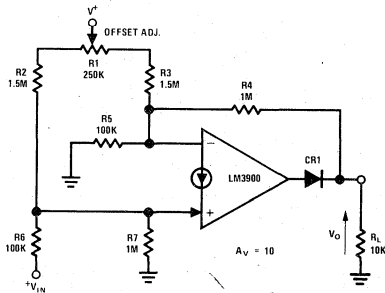 V+
OFFSET ADJ.
R1
250K
R2
1.5M
R3
1.5M
R4
1M
R5
100K
−
LM3900
+
CR1
R6
100K
R7
1M
+VIN
AV = 10
VO
RL
10K